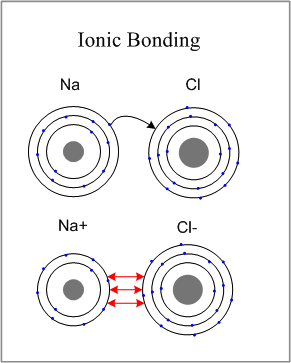 Ionic Bonding
Na Cl
Na+ Cl-